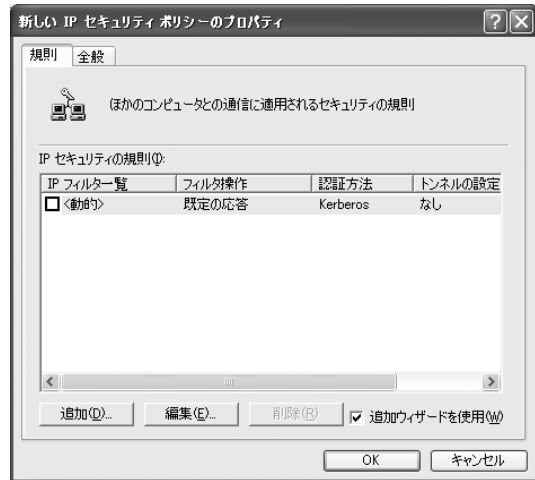 新しい IP セキュリティ ポリシーのプロパティ
規則
全般
ほかのコンピュータとの通信に適用されるセキュリティの規則
IP セキュリティの規則(I):
IP フィルタ一覧 フィルタ操作 認証方法 トンネルの設定
<動的> 既定の応答 Kerberos なし
追加(D)... 編集(E)... 削除(R) 追加ウィザードを使用(W)
OK キャンセル